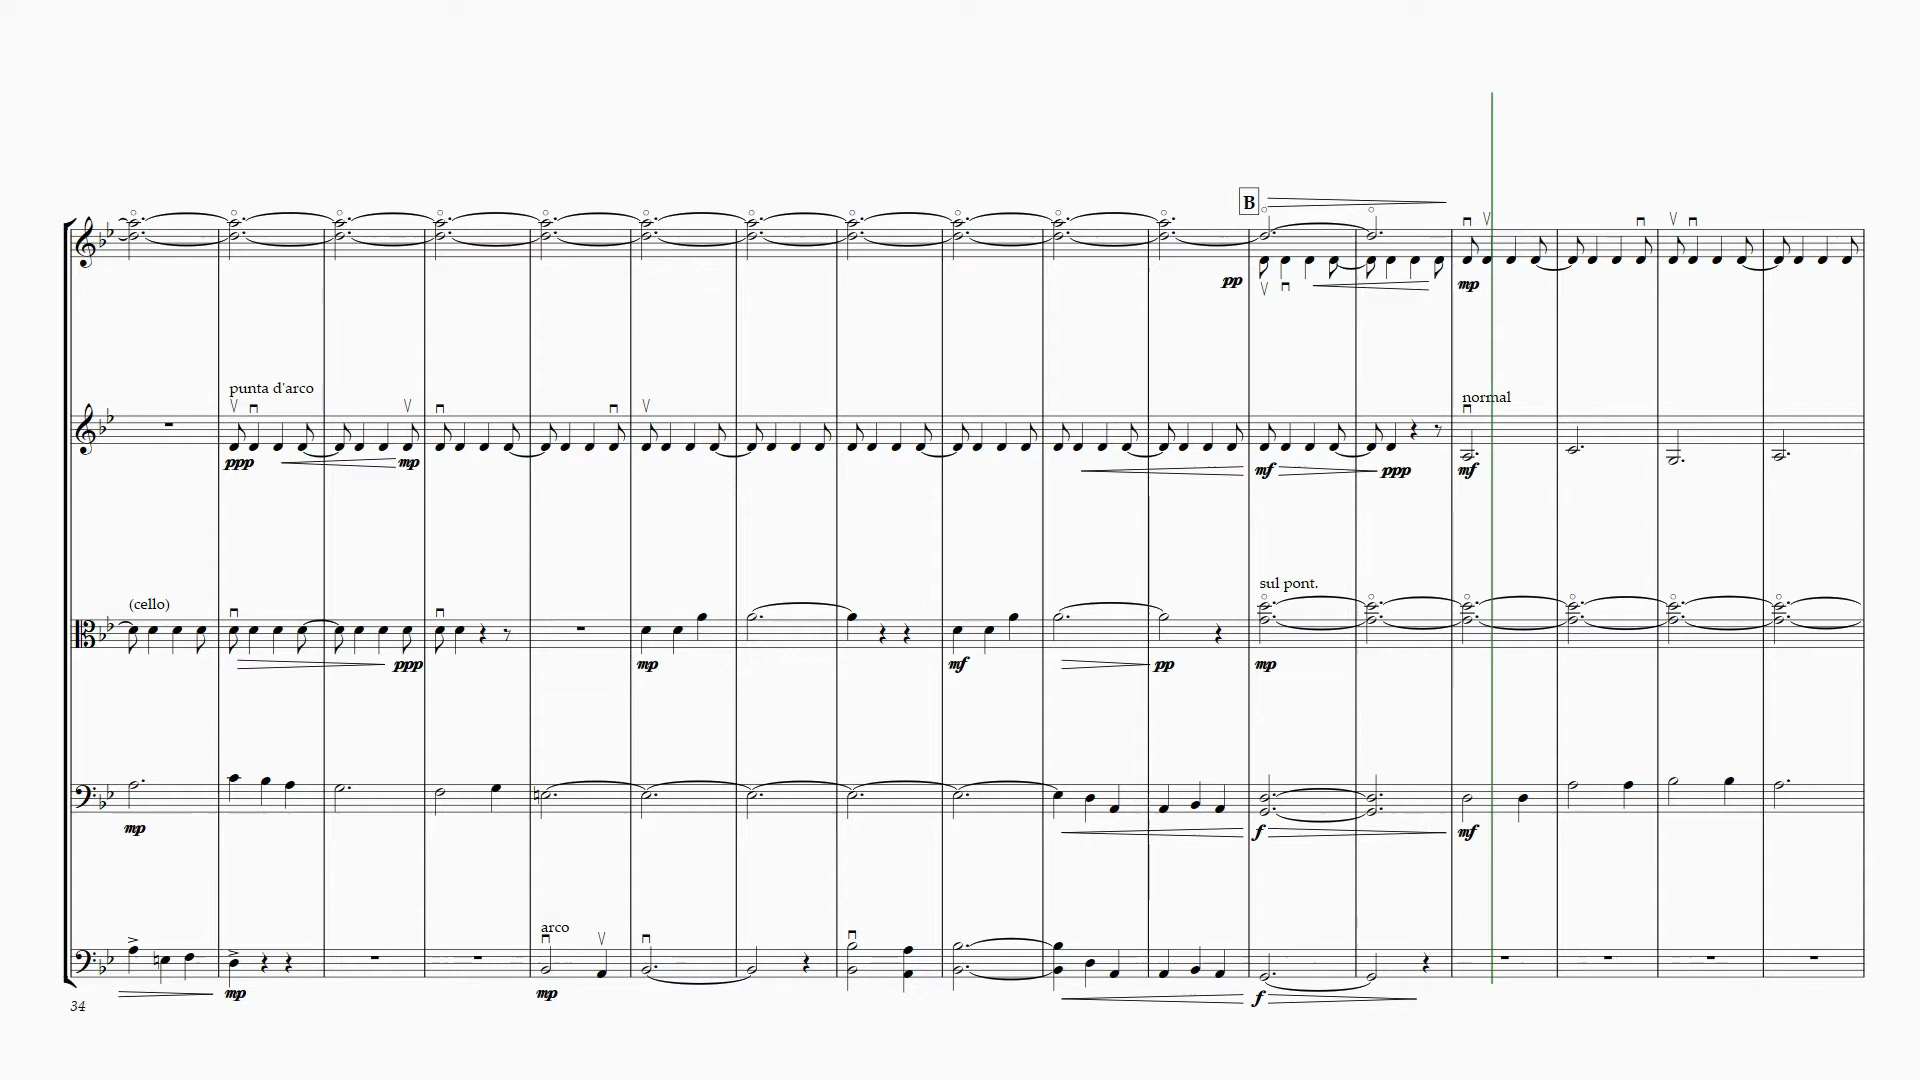 B
pp
mp
punta d'arco
normal
ppp
mp
mf
ppp
mf
(cello)
sul pont.
ppp
mp
mf
pp
mp
mp
f
mf
arco
mp
mp
f
34